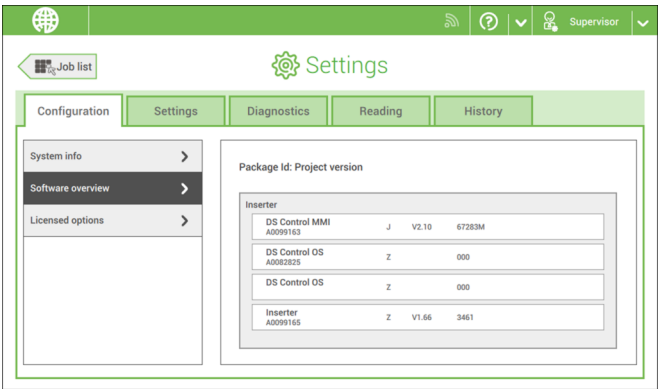 Supervisor
Job list
Settings
Configuration
Settings
Diagnostics
Reading
History
System info
Software overview
Licensed options
Package Id: Project version
Inserter
DS Control MMI
A0099163
J V2.10 67283M
DS Control OS
A0082825
Z 000
DS Control OS
Z 000
Inserter
A0099165
Z V1.66 3461